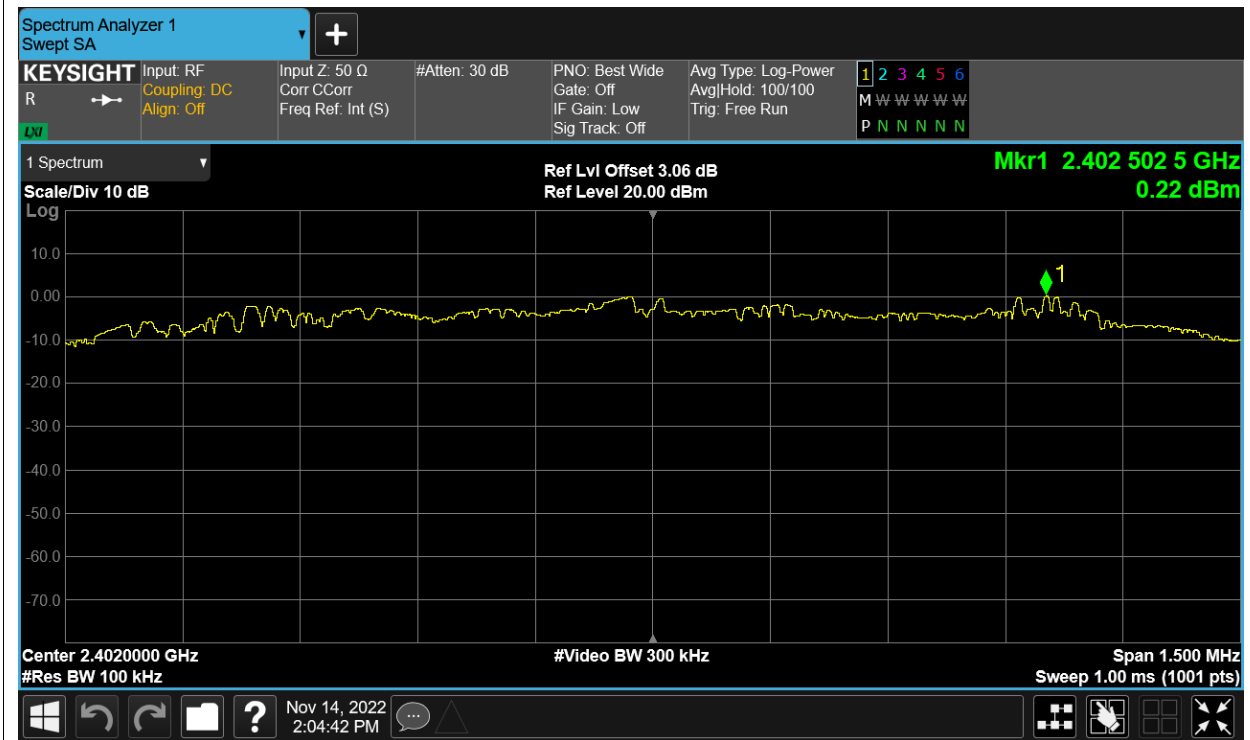 Spectrum Analyzer 1
Swept SA
KEYSIGHT
R
LXI
Input: RF
Coupling: DC
Align: Off
Input Z: 50 Ω
Corr CCorr
Freq Ref: Int (S)
#Atten: 30 dB
PNO: Best Wide
Gate: Off
IF Gain: Low
Sig Track: Off
Avg Type: Log-Power
Avg|Hold: 100/100
Trig: Free Run
1 2 3 4 5 6
M W W W W W
P N N N N N
1 Spectrum
Scale/Div 10 dB
Ref Lvl Offset 3.06 dB
Ref Level 20.00 dBm
Mkr1 2.402 502 5 GHz
0.22 dBm
Log
10.0
0.00
-10.0
-20.0
-30.0
-40.0
-50.0
-60.0
-70.0
1
Center 2.4020000 GHz
#Res BW 100 kHz
#Video BW 300 kHz
Span 1.500 MHz
Sweep 1.00 ms (1001 pts)
?
Nov 14, 2022
2:04:42 PM